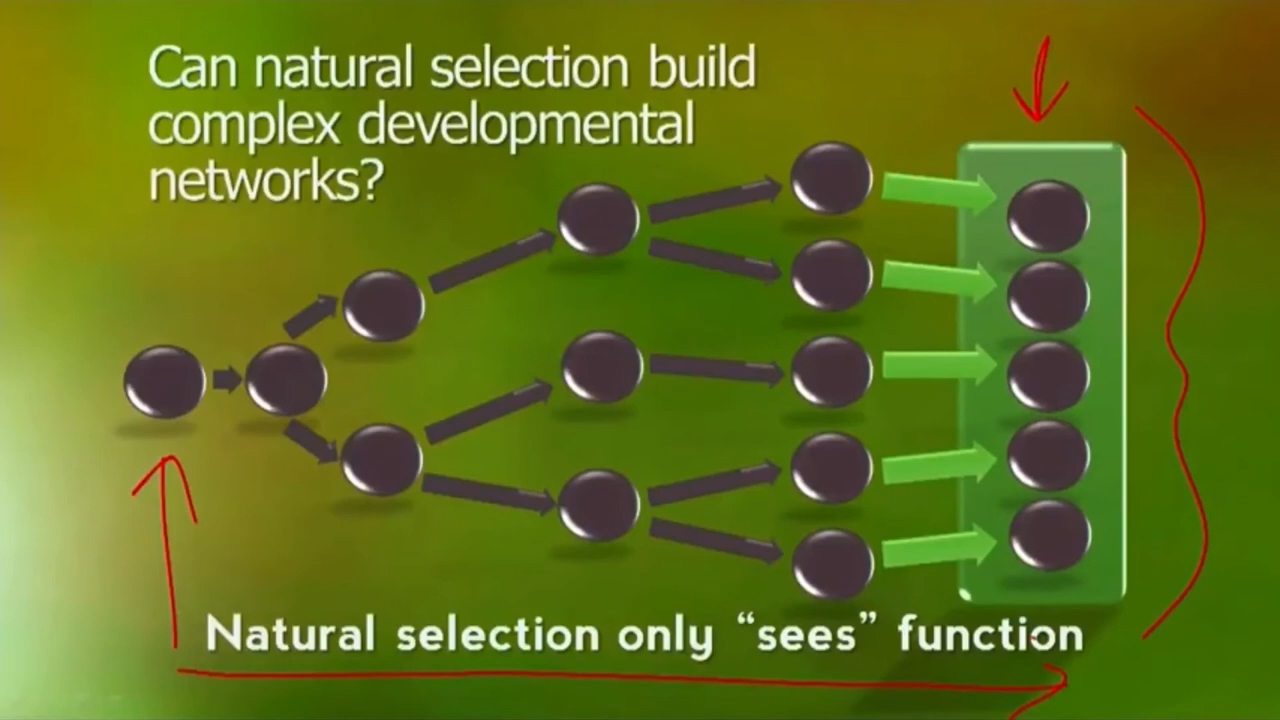 Can natural selection build
complex developmental
networks?
Natural selection only “sees” function